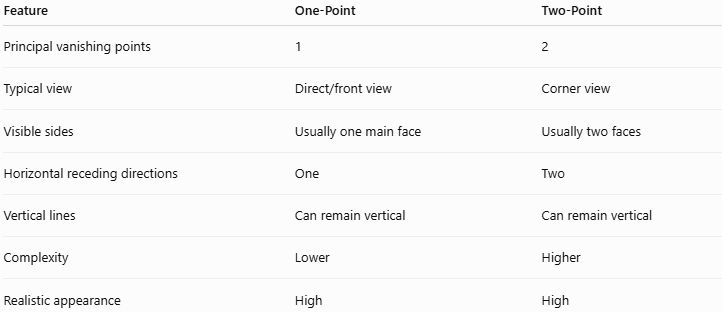 Feature One-Point Two-Point
Principal vanishing points 1 2
Typical view Direct/front view Corner view
Visible sides Usually one main face Usually two faces
Horizontal receding directions One Two
Vertical lines Can remain vertical Can remain vertical
Complexity Lower Higher
Realistic appearance High High